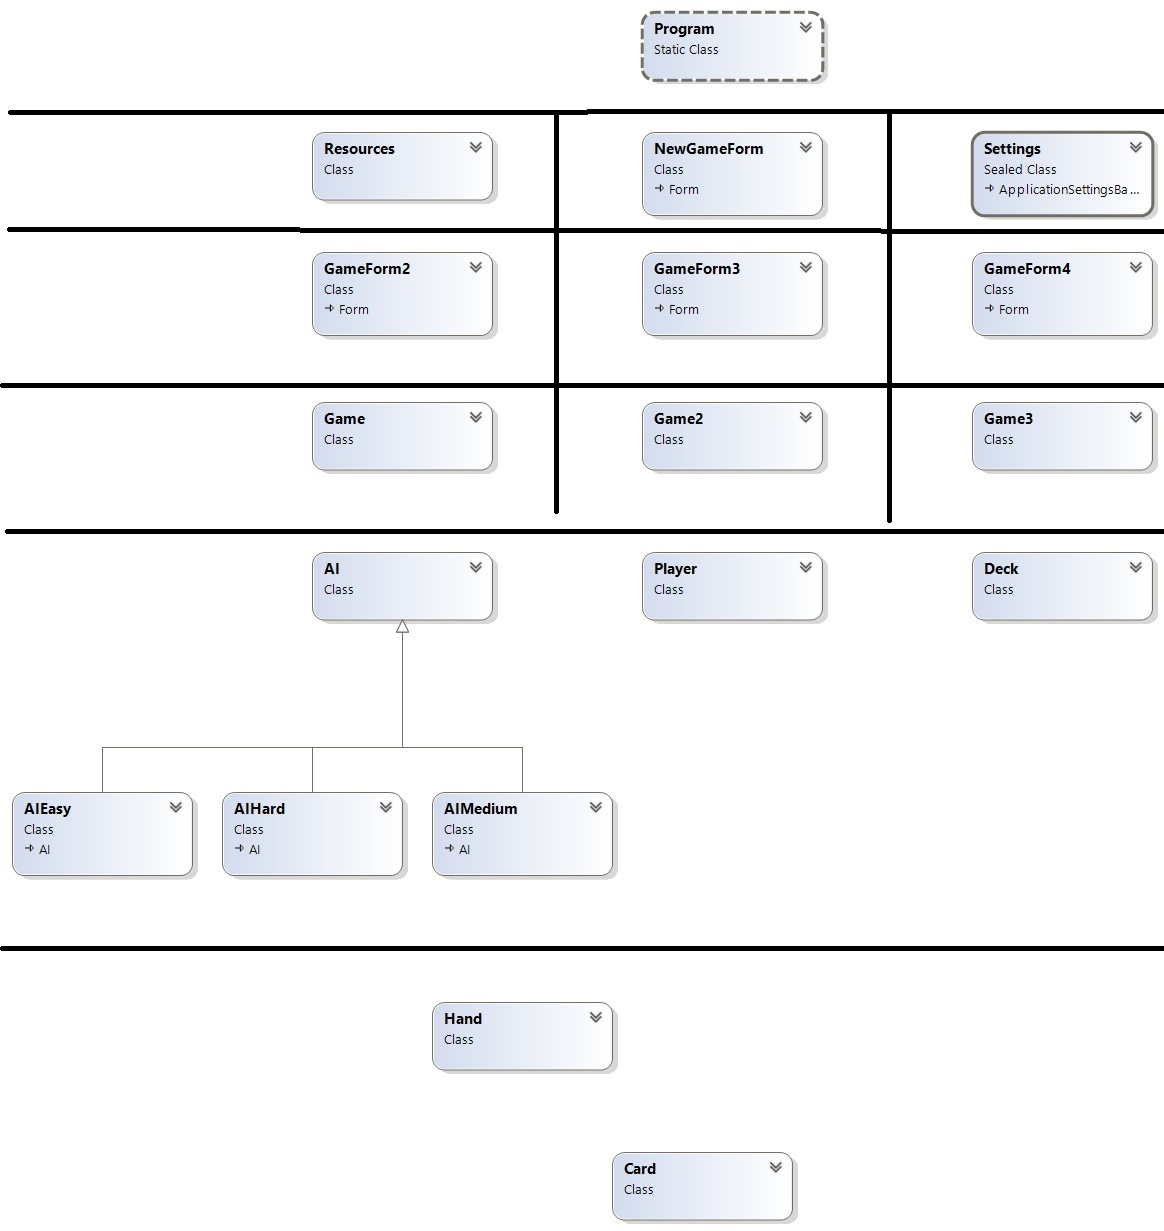 Program
Static Class
Resources
Class
NewGameForm
Class
Form
Settings
Sealed Class
ApplicationSettingsBa...
GameForm2
Class
Form
GameForm3
Class
Form
GameForm4
Class
Form
Game
Class
Game2
Class
Game3
Class
AI
Class
Player
Class
Deck
Class
AIEasy
Class
AI
AIHard
Class
AI
AIMedium
Class
AI
Hand
Class
Card
Class